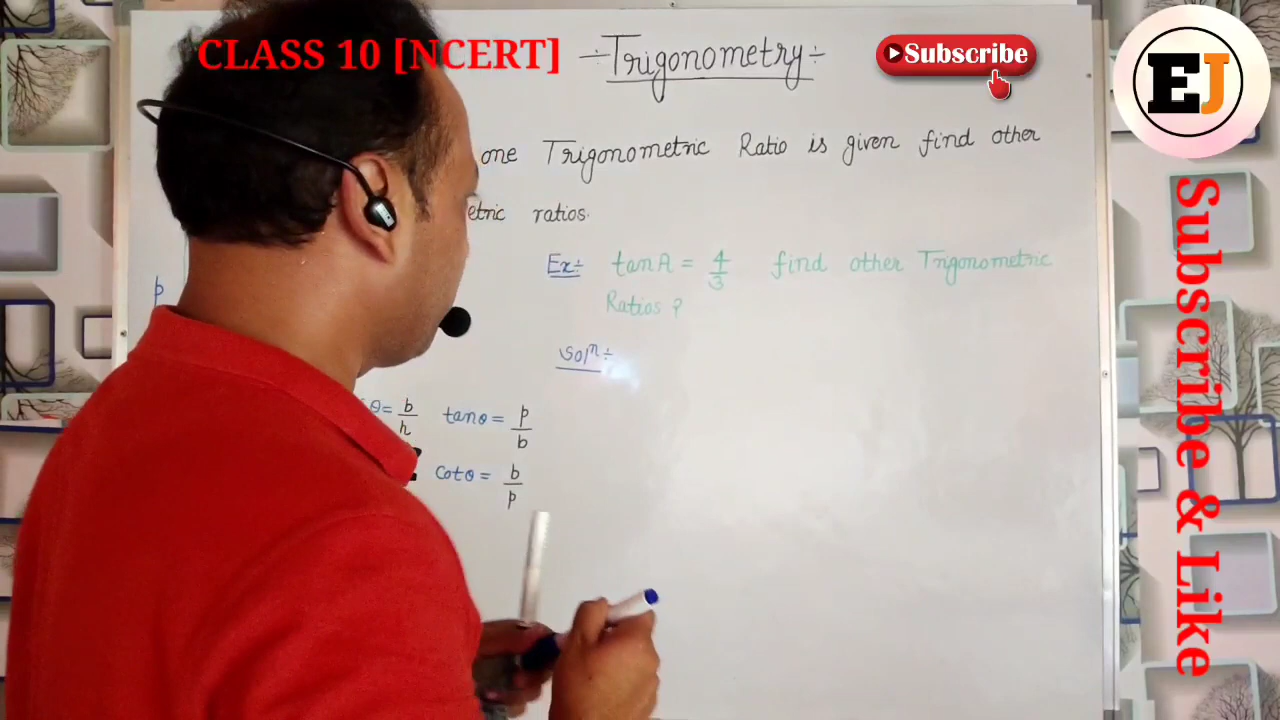 CLASS 10 [NCERT]
÷Trigonometry÷
Subscribe
EJ
one Trigonometric Ratio is given find other
etric ratios.
Ex÷ tanA = 4/3 find other Trigonometric
Ratios ?
p
Solⁿ÷
θ= b/h tanθ = p/b
Cotθ = b/p
Subscribe & Like